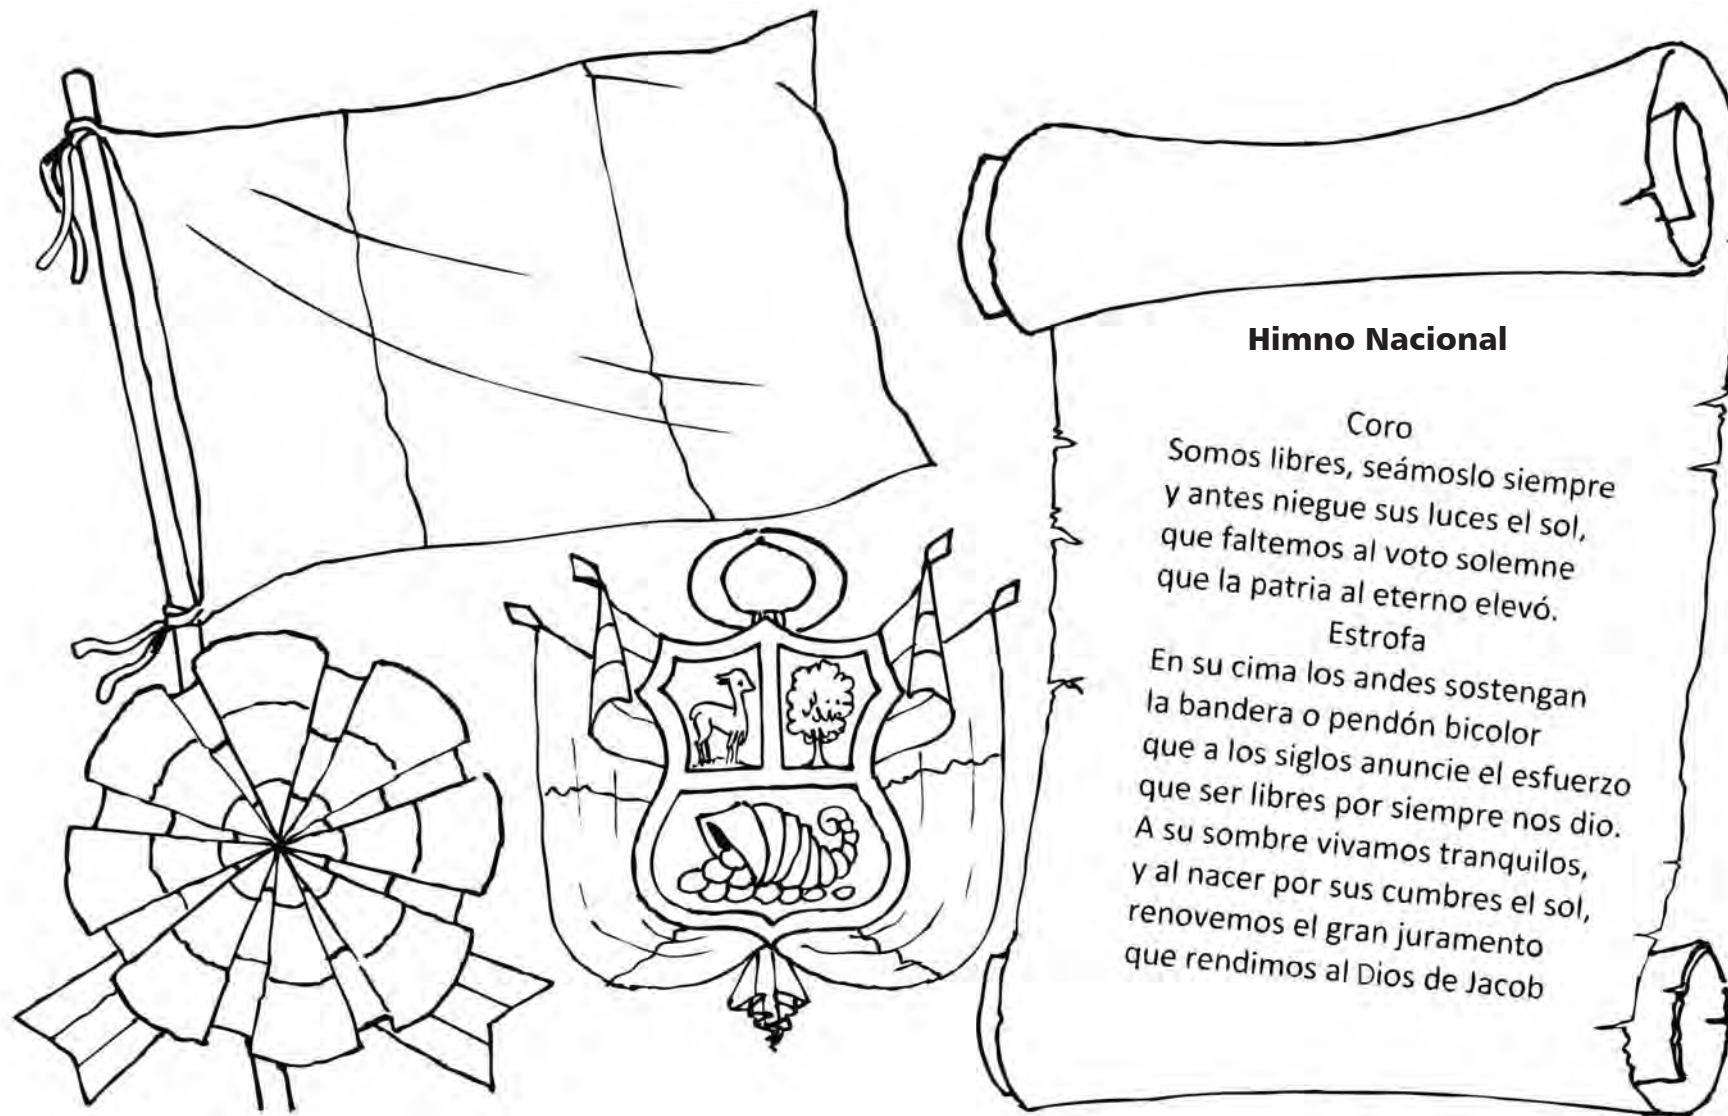 Himno Nacional
Coro
Somos libres, seámoslo siempre
y antes niegue sus luces el sol,
que faltemos al voto solemne
que la patria al eterno elevó.
Estrofa
En su cima los andes sostengan
la bandera o pendón bicolor
que a los siglos anuncie el esfuerzo
que ser libres por siempre nos dio.
A su sombre vivamos tranquilos,
y al nacer por sus cumbres el sol,
renovemos el gran juramento
que rendimos al Dios de Jacob